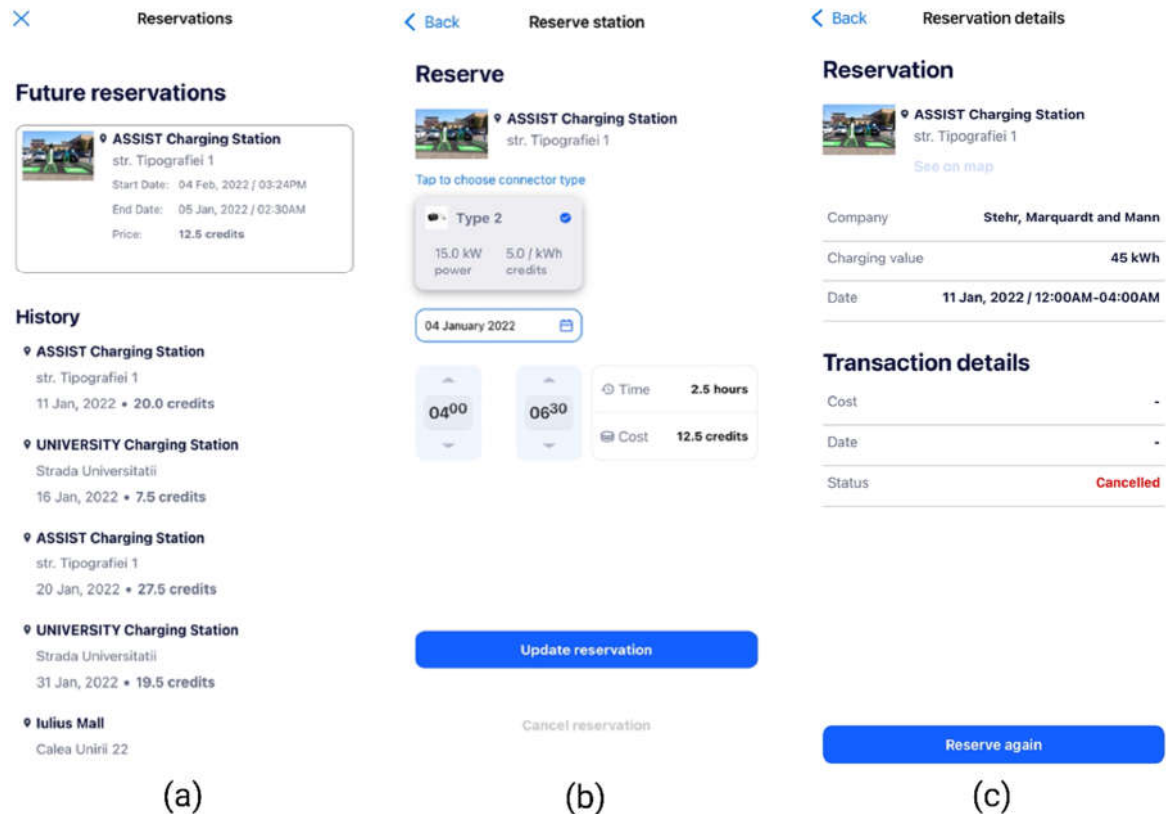 Reservations
Future reservations
ASSIST Charging Station
str. Tipografiei 1
Start Date: 04 Feb, 2022 / 03:24PM
End Date: 05 Jan, 2022 / 02:30AM
Price: 12.5 credits
History
ASSIST Charging Station
str. Tipografiei 1
11 Jan, 2022 • 20.0 credits
UNIVERSITY Charging Station
Strada Universitatii
16 Jan, 2022 • 7.5 credits
ASSIST Charging Station
str. Tipografiei 1
20 Jan, 2022 • 27.5 credits
UNIVERSITY Charging Station
Strada Universitatii
31 Jan, 2022 • 19.5 credits
Iulius Mall
Calea Unirii 22
(a)
Back Reserve station
Reserve
ASSIST Charging Station
str. Tipografiei 1
Tap to choose connector type
Type 2
15.0 kW 5.0 / kWh
power credits
04 January 2022
Time 2.5 hours
0400 0630
Cost 12.5 credits
Update reservation
Cancel reservation
(b)
Back Reservation details
Reservation
ASSIST Charging Station
str. Tipografiei 1
See on map
Company Stehr, Marquardt and Mann
Charging value 45 kWh
Date 11 Jan, 2022 / 12:00AM-04:00AM
Transaction details
Cost -
Date -
Status Cancelled
Reserve again
(c)